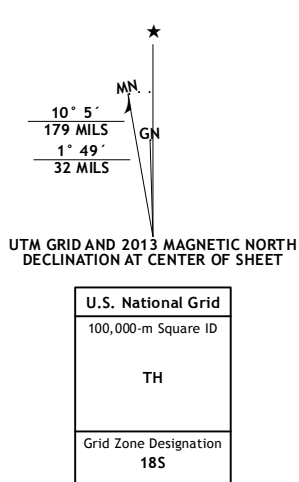 ★
MN
10° 5´
179 MILS
GN
1° 49´
32 MILS
UTM GRID AND 2013 MAGNETIC NORTH
DECLINATION AT CENTER OF SHEET
U.S. National Grid
100,000-m Square ID
TH
Grid Zone Designation
18S